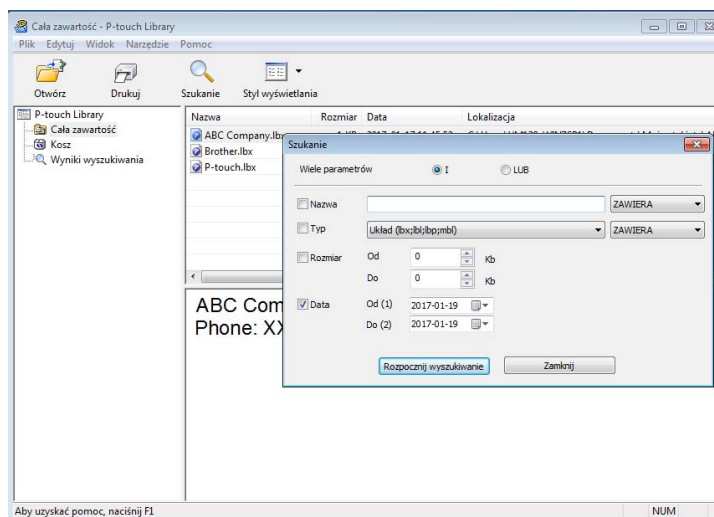 Cała zawartość - P-touch Library
Plik Edytuj Widok Narzędzie Pomoc
Otwórz Drukuj Szukanie Styl wyświetlania
P-touch Library
Cała zawartość
Kosz
Wyniki wyszukiwania
Nazwa Rozmiar Data Lokalizacja
ABC Company.lbx
Brother.lbx
P-touch.lbx
Szukanie
Wiele parametrów I LUB
Nazwa ZAWIERA
Typ Układ (lbx;lbl;lbp;mbl) ZAWIERA
Rozmiar Od 0 Kb
Do 0 Kb
Data Od (1) 2017-01-19
Do (2) 2017-01-19
Rozpocznij wyszukiwanie Zamknij
ABC Com
Phone: XX
Aby uzyskać pomoc, naciśnij F1 NUM